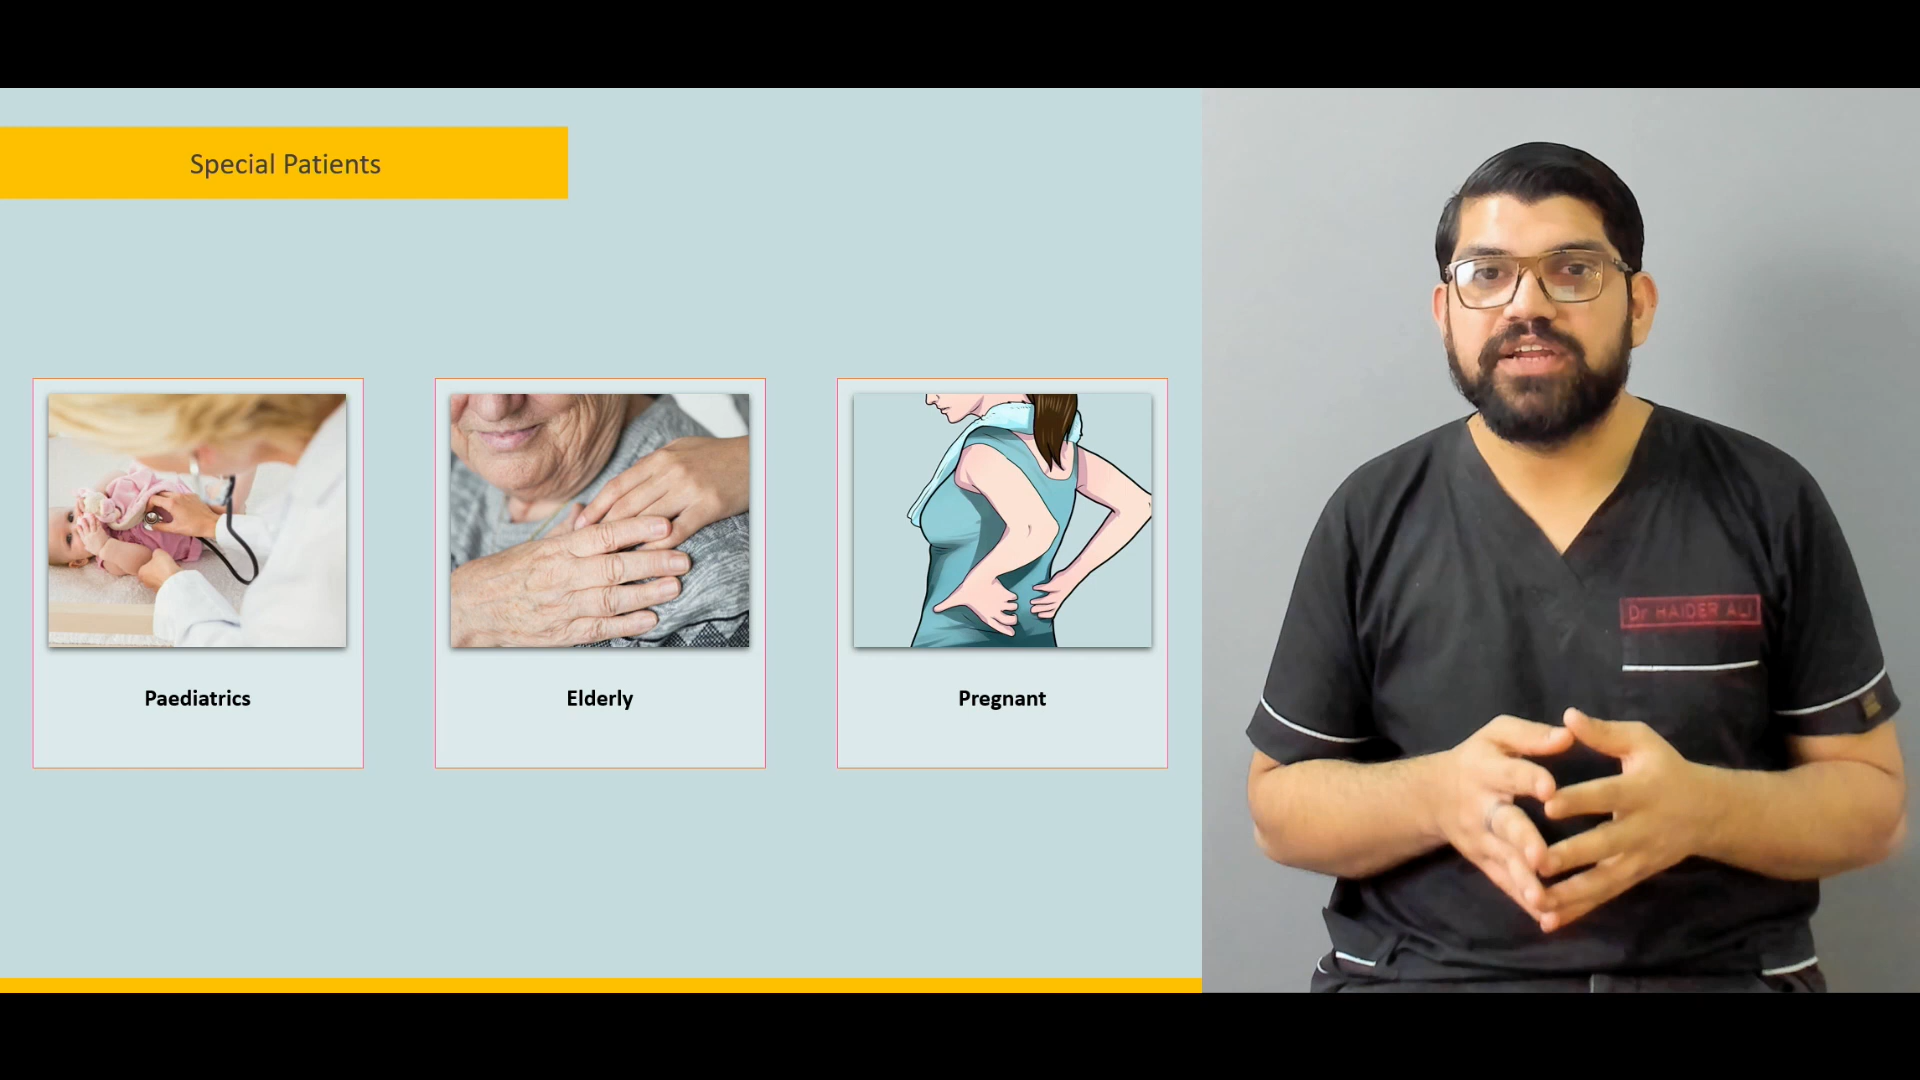 Special Patients
Paediatrics
Elderly
Pregnant
Dr HAIDER ALI